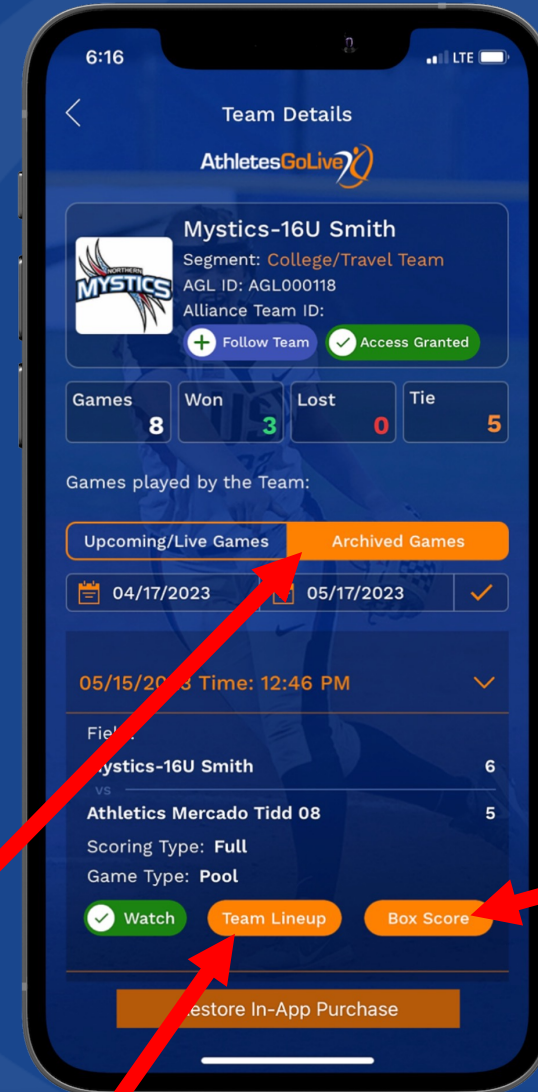 6:16
LTE
Team Details
AthletesGoLive
Mystics-16U Smith
NORTHERN
MYSTICS
Segment: College/Travel Team
AGL ID: AGL000118
Alliance Team ID:
Follow Team
Access Granted
Games
8
Won
3
Lost
0
Tie
5
Games played by the Team:
Upcoming/Live Games
Archived Games
04/17/2023
05/17/2023
Time: 12:46 PM
-16U Smith
6
vs
Athletics Mercado Tidd 08
5
Scoring Type: Full
Game Type: Pool
Watch
Team Lineup
Box Score
In-App Purchase